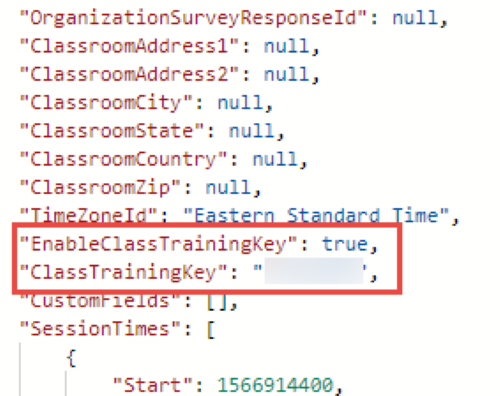 "OrganizationSurveyResponseId": null,
"ClassroomAddress1": null,
"ClassroomAddress2": null,
"ClassroomCity": null,
"ClassroomState": null,
"ClassroomCountry": null,
"ClassroomZip": null,
"TimeZoneId": "Eastern Standard Time",
"EnableClassTrainingKey": true,
"ClassTrainingKey": " ",
"CustomFields": [],
"SessionTimes": [
{
"Start": 1566914400,